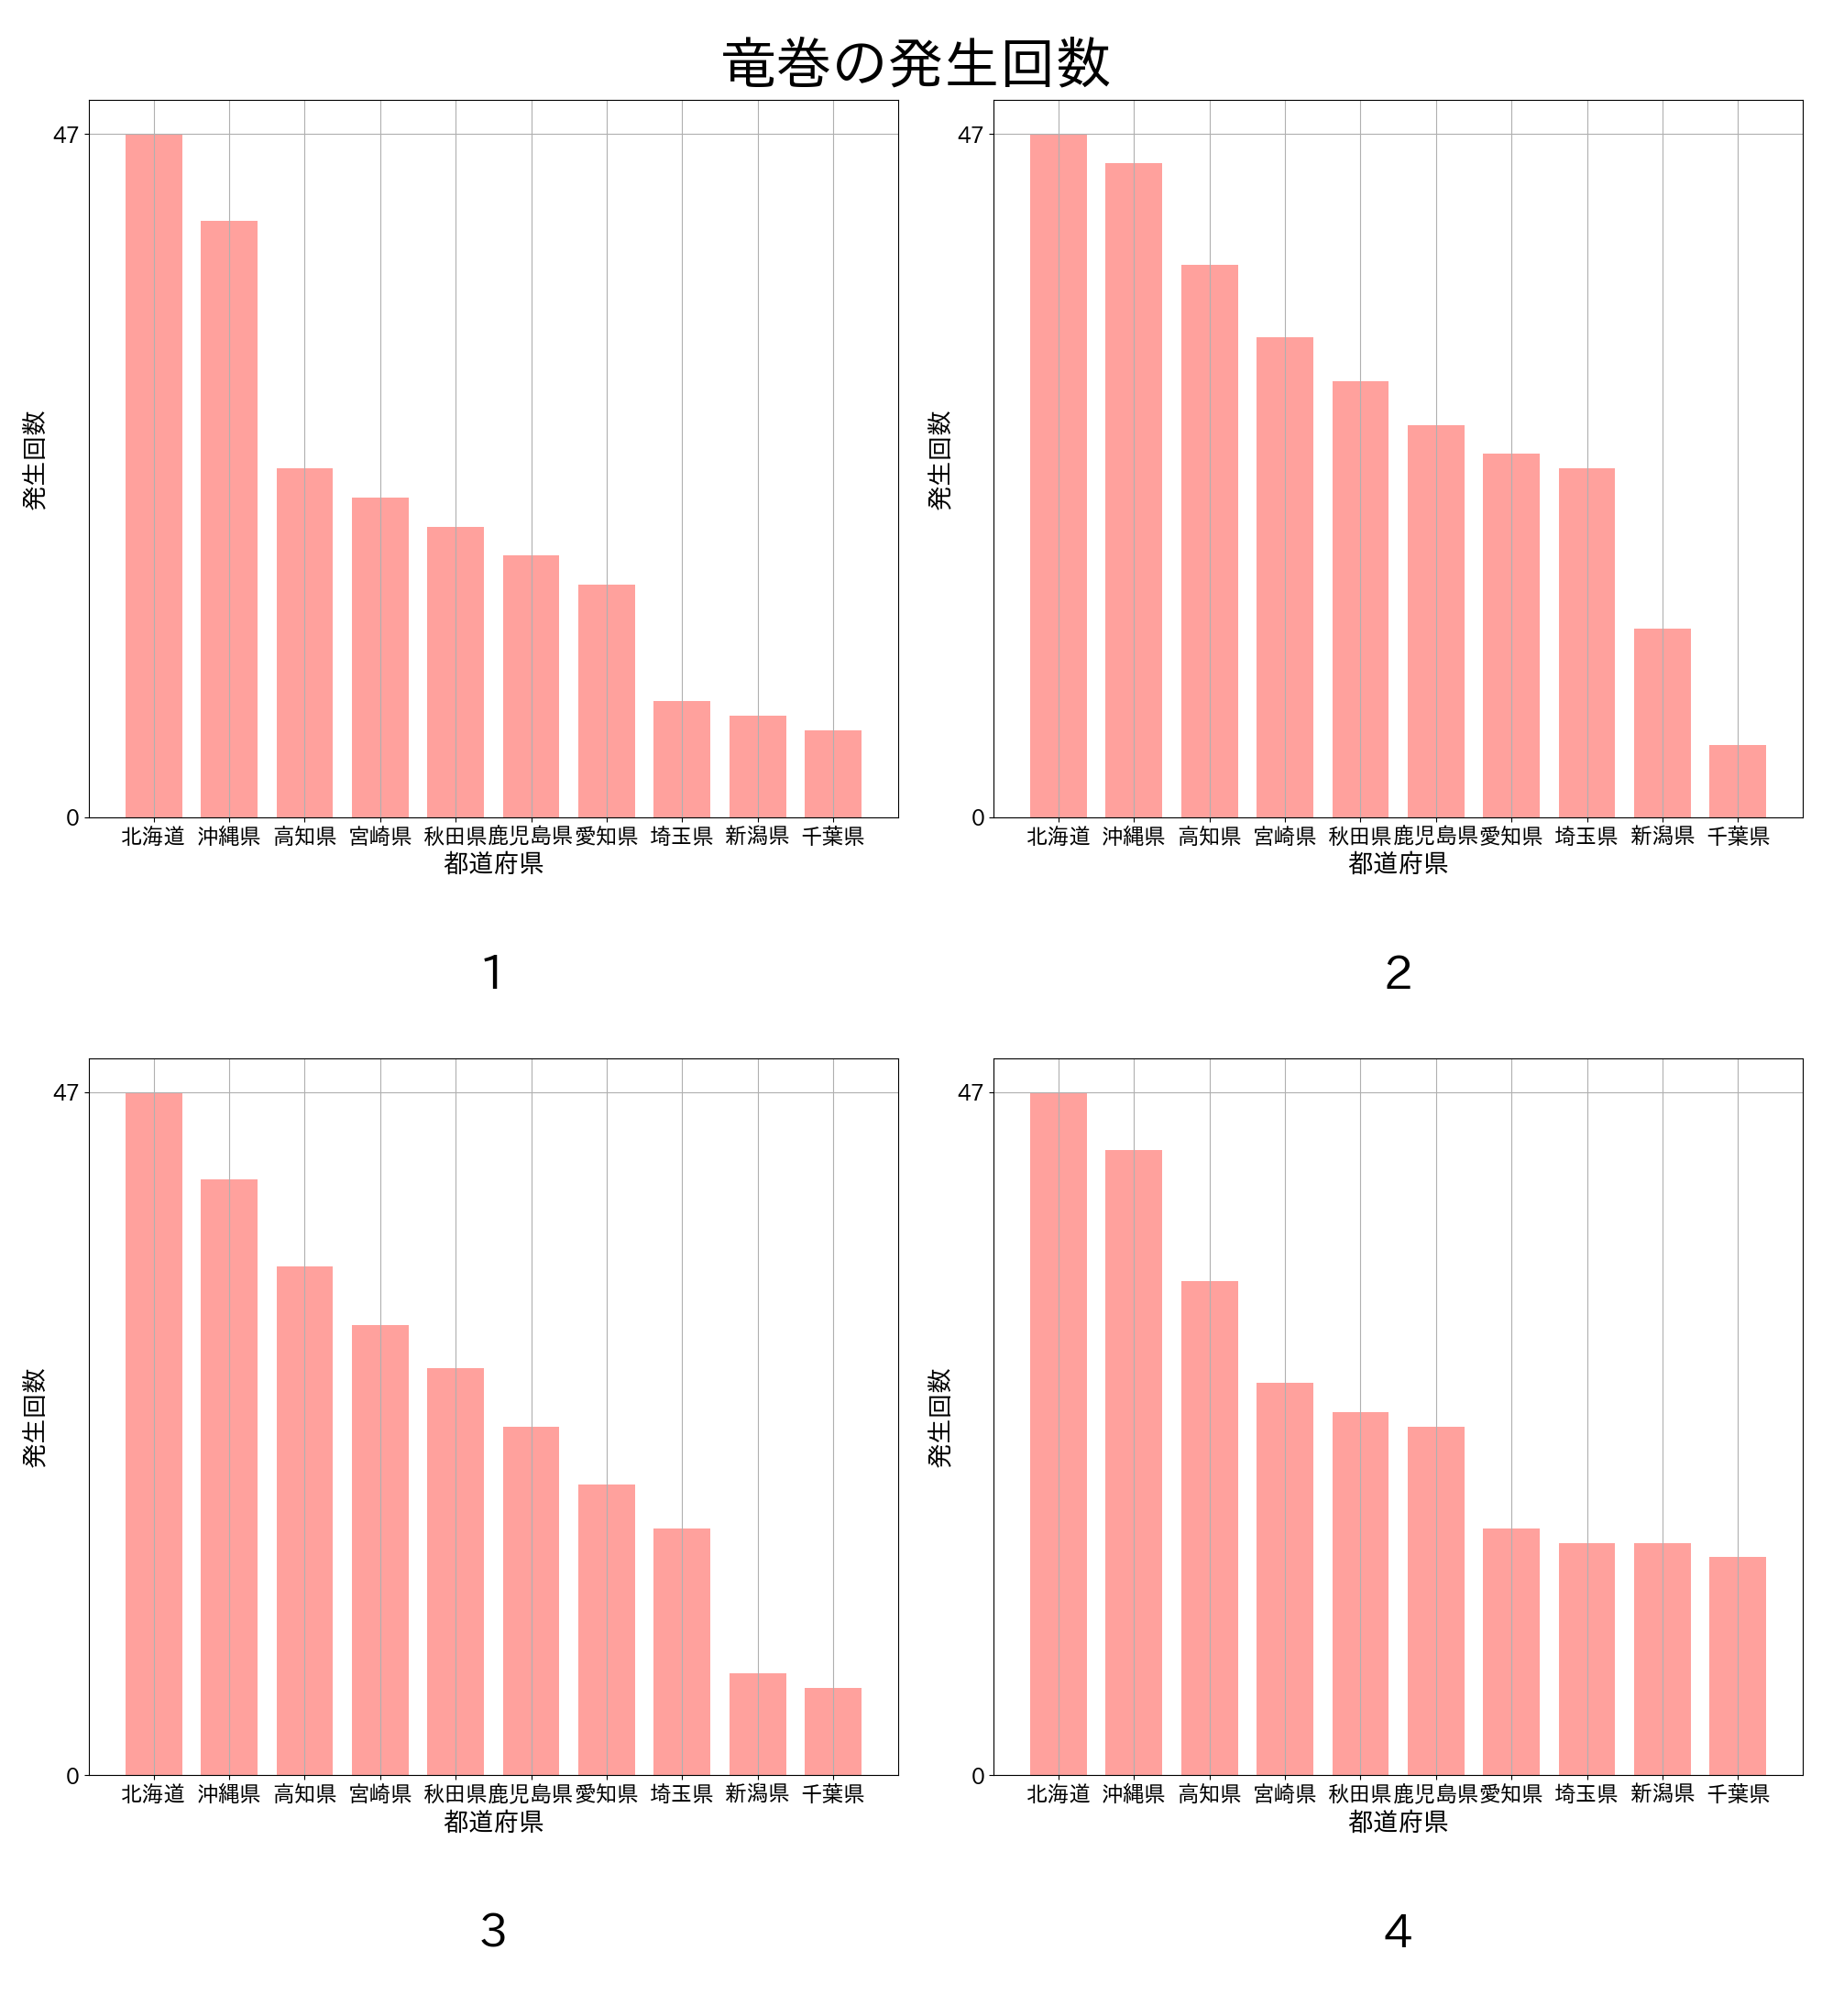 竜巻の発生回数
47
0
発生回数
北海道 沖縄県 高知県 宮崎県 秋田県 鹿児島県 愛知県 埼玉県 新潟県 千葉県
都道府県
1
47
0
発生回数
北海道 沖縄県 高知県 宮崎県 秋田県 鹿児島県 愛知県 埼玉県 新潟県 千葉県
都道府県
2
47
0
発生回数
北海道 沖縄県 高知県 宮崎県 秋田県 鹿児島県 愛知県 埼玉県 新潟県 千葉県
都道府県
3
47
0
発生回数
北海道 沖縄県 高知県 宮崎県 秋田県 鹿児島県 愛知県 埼玉県 新潟県 千葉県
都道府県
4